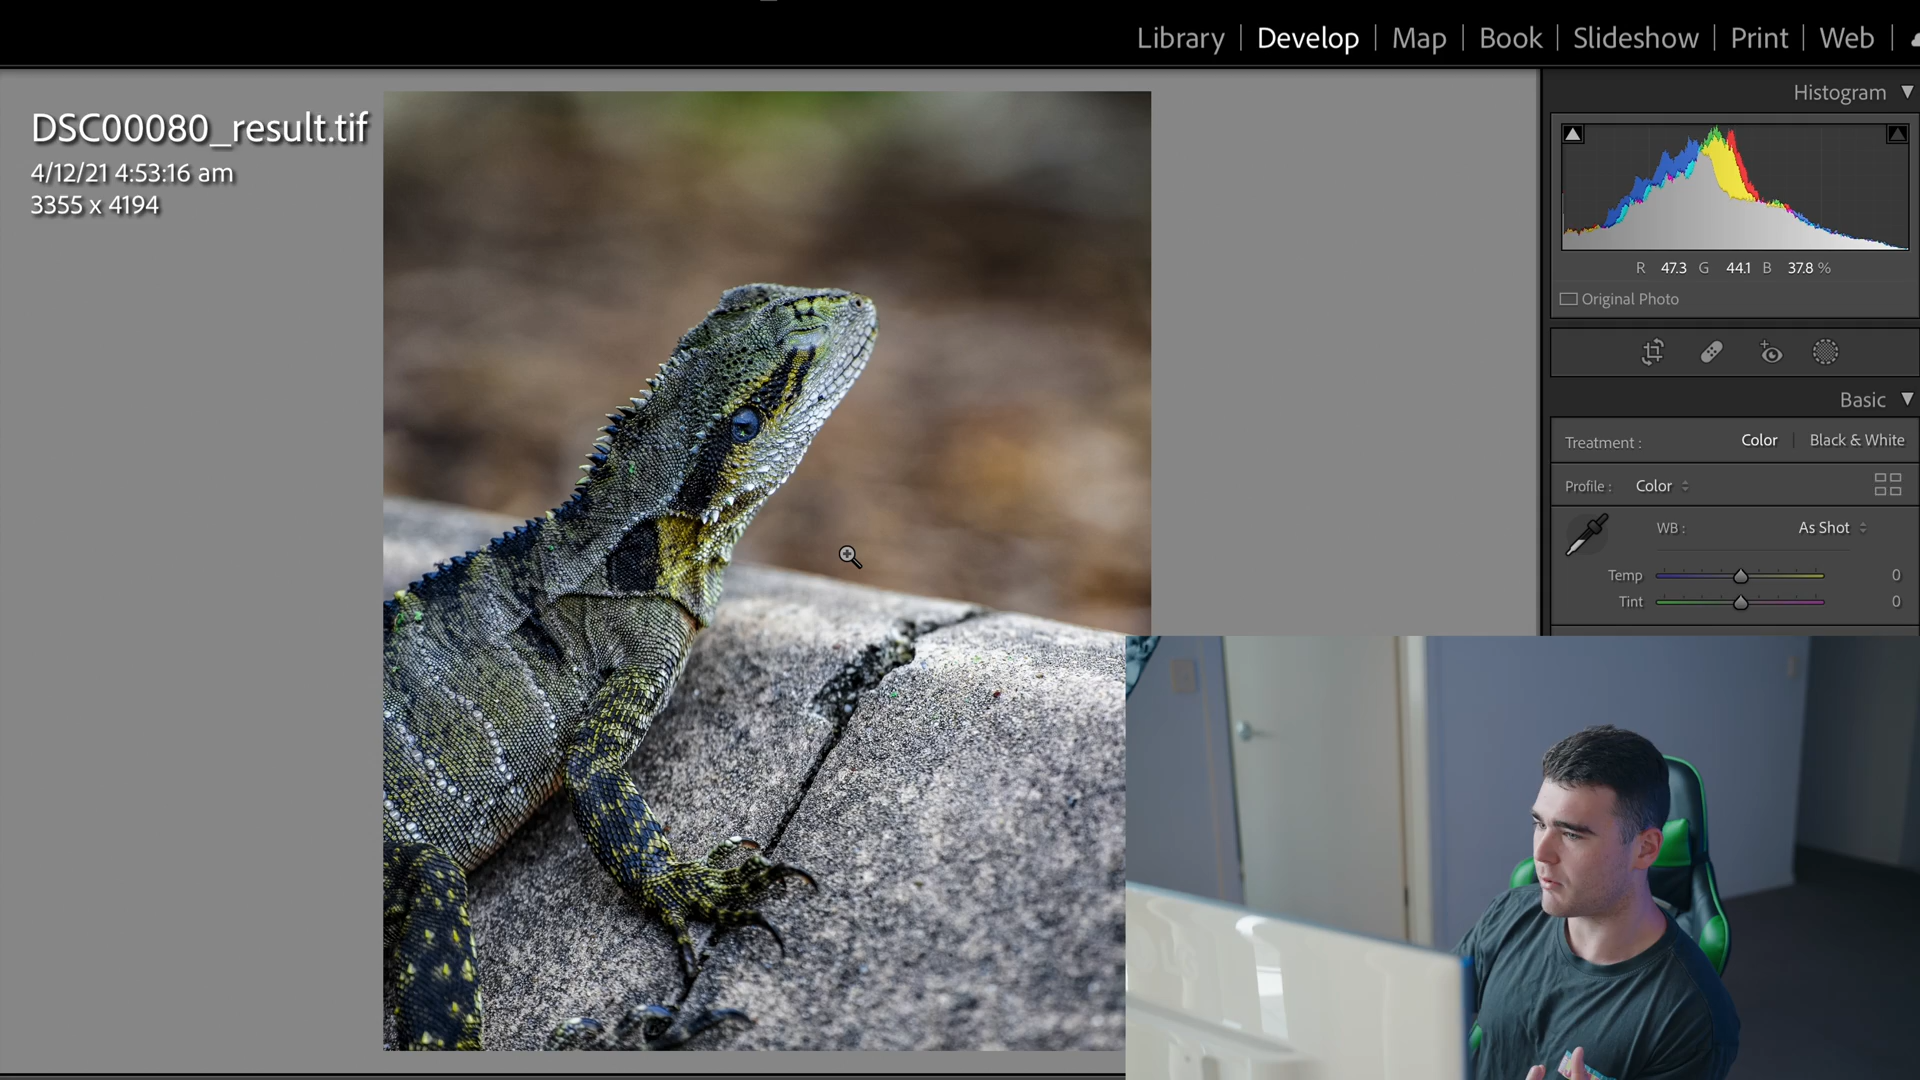 Library | Develop | Map | Book | Slideshow | Print | Web |
DSC00080_result.tif
4/12/21 4:53:16 am
3355 x 4194
Histogram
R 47.3 G 44.1 B 37.8 %
Original Photo
Basic
Treatment : Color | Black & White
Profile : Color
WB : As Shot
Temp 0
Tint 0